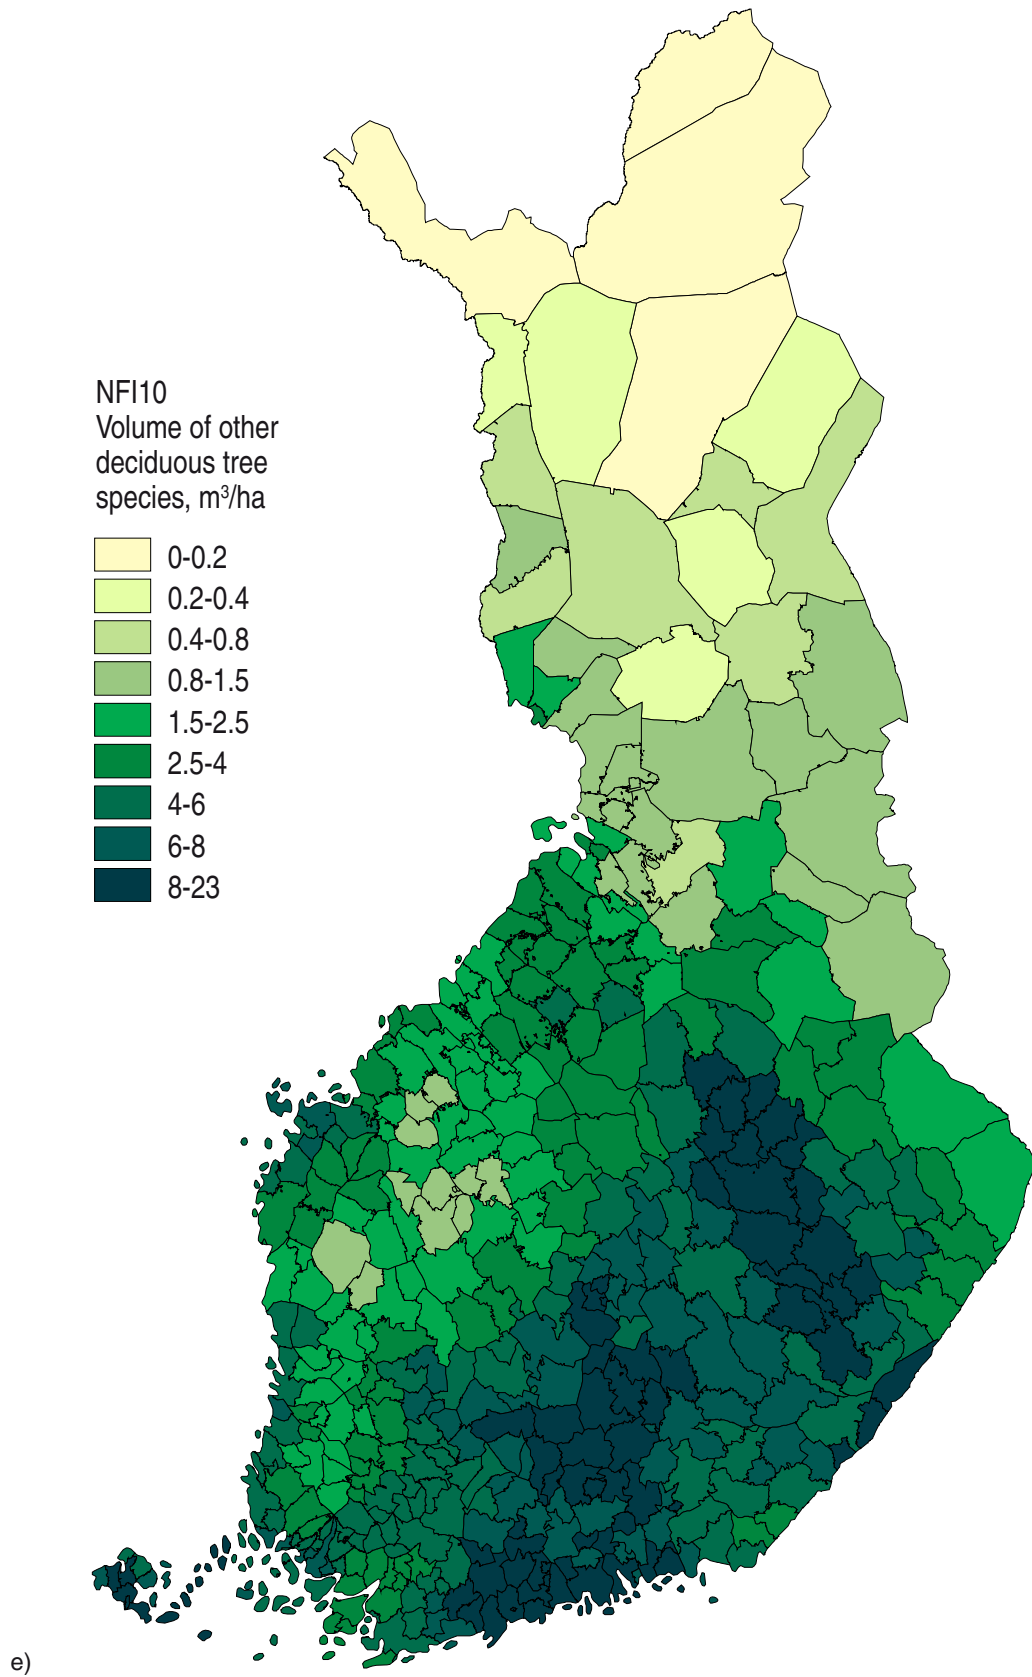 NFI10
Volume of other
deciduous tree
species, m³/ha
0-0.2
0.2-0.4
0.4-0.8
0.8-1.5
1.5-2.5
2.5-4
4-6
6-8
8-23
e)